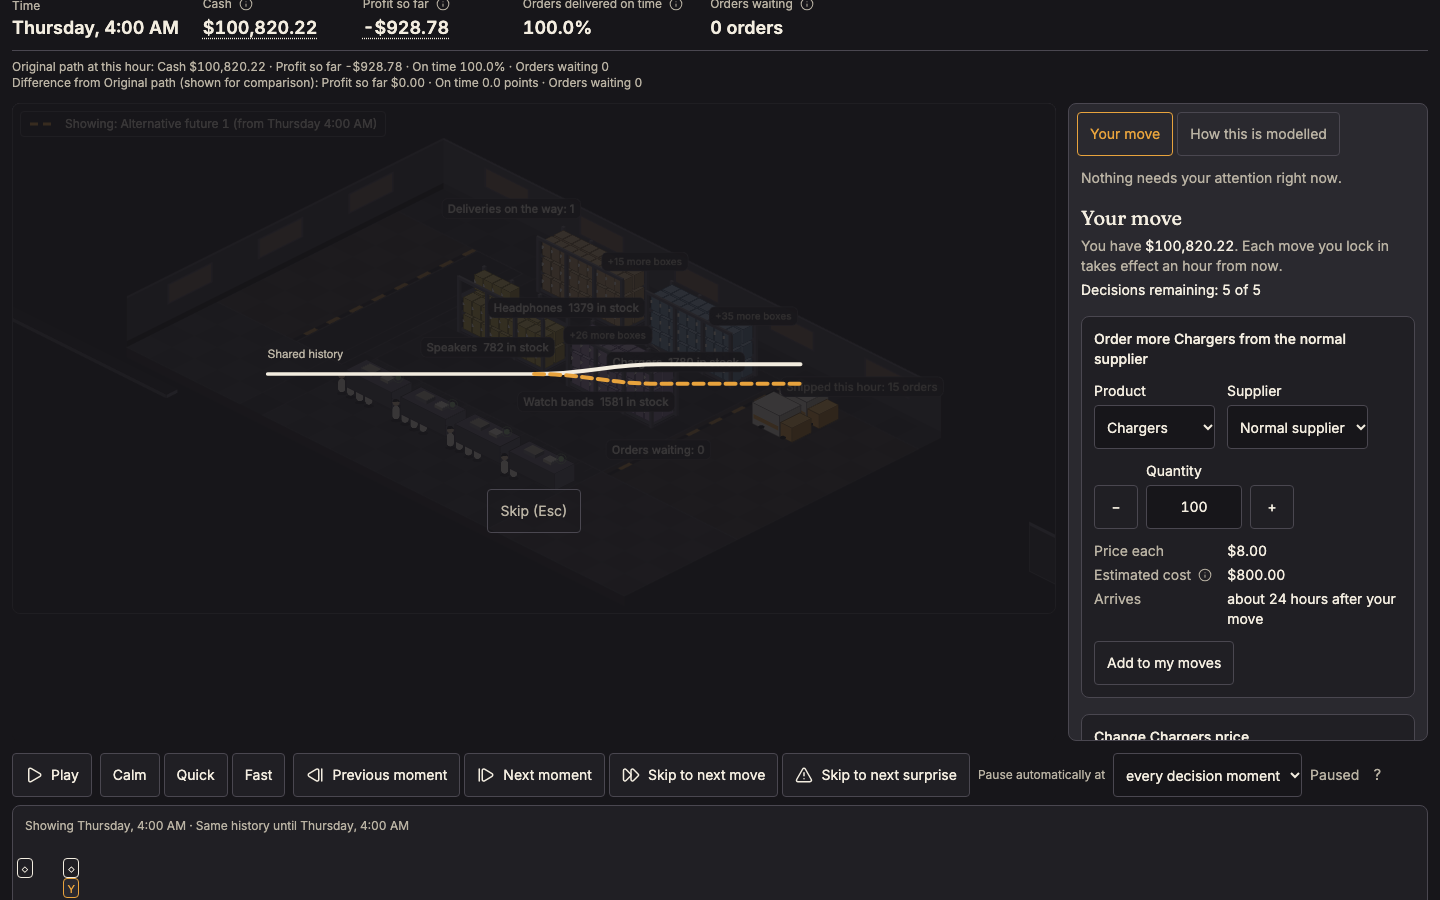 Time
Cash
Profit so far
Orders delivered on time
Orders waiting
Thursday, 4:00 AM
$100,820.22
-$928.78
100.0%
0 orders
Original path at this hour: Cash $100,820.22 · Profit so far -$928.78 · On time 100.0% · Orders waiting 0
Difference from Original path (shown for comparison): Profit so far $0.00 · On time 0.0 points · Orders waiting 0
Showing: Alternative future 1 (from Thursday 4:00 AM)
Deliveries on the way: 1
+15 more boxes
Headphones 1379 in stock
+35 more boxes
+26 more boxes
Speakers 782 in stock
Shared history
Chargers 1780 in stock
Shipped this hour: 15 orders
Watch bands 1581 in stock
Orders waiting: 0
Skip (Esc)
Your move
How this is modelled
Nothing needs your attention right now.
Your move
You have $100,820.22. Each move you lock in
takes effect an hour from now.
Decisions remaining: 5 of 5
Order more Chargers from the normal
supplier
Product
Supplier
Chargers
Normal supplier
Quantity
−
100
+
Price each
$8.00
Estimated cost
$800.00
Arrives
about 24 hours after your
move
Add to my moves
Change Chargers price
Play
Calm
Quick
Fast
Previous moment
Next moment
Skip to next move
Skip to next surprise
Pause automatically at
every decision moment
Paused
?
Showing Thursday, 4:00 AM · Same history until Thursday, 4:00 AM
Y